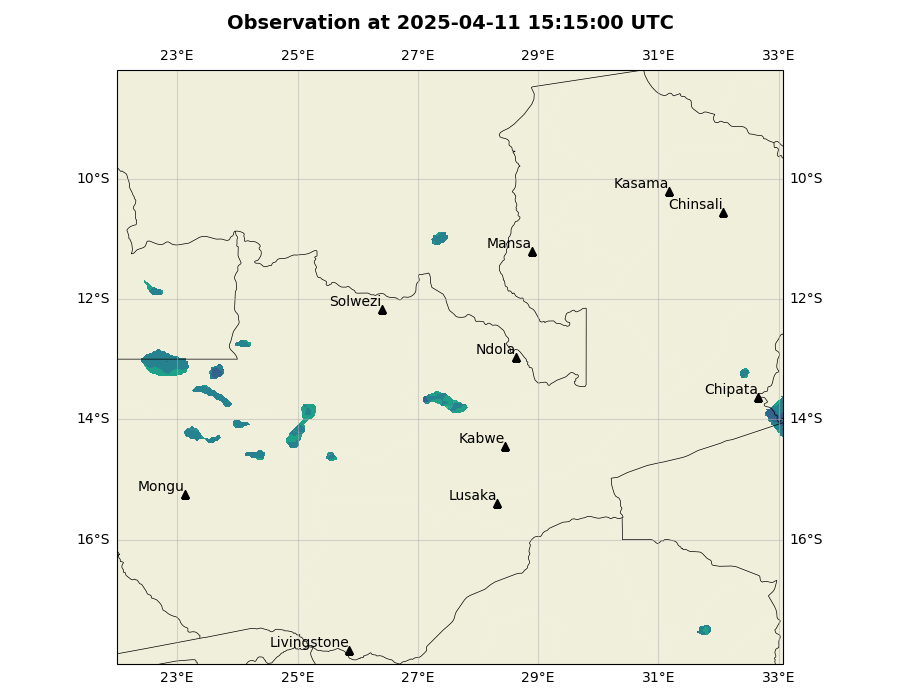 Observation at 2025-04-11 15:15:00 UTC
23°E 25°E 27°E 29°E 31°E 33°E
10°S 10°S
Kasama
Chinsali
Mansa
12°S 12°S
Solwezi
Ndola
Chipata
14°S 14°S
Kabwe
Mongu
Lusaka
16°S 16°S
Livingstone
23°E 25°E 27°E 29°E 31°E 33°E